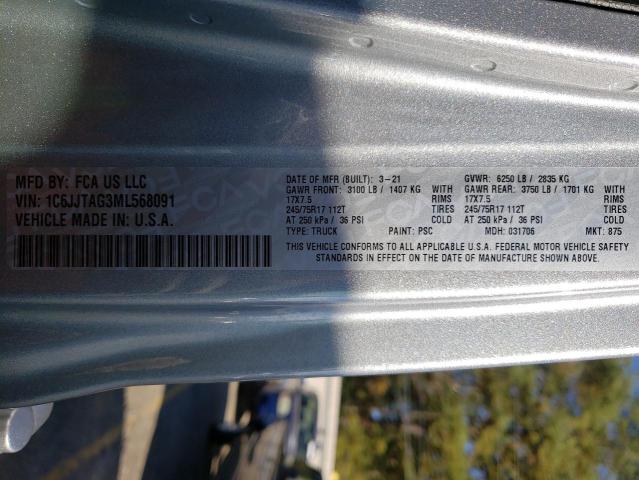 MFD BY: FCA US LLC
VIN: 1C6JJTAG3ML568091
VEHICLE MADE IN U.S.A.
DATE OF MFR (BUILT): 3-21 GVWR: 6250 LB / 2835 KG
GAWR FRONT: 3100 LB / 1407 KG GAWR REAR: 3750 LB / 1701 KG
17X7.5 RIMS 17X7.5 RIMS
245/75R17 112T TIRES 245/75R17 112T TIRES
AT 250 kPa / 36 PSI COLD AT 250 kPa / 36 PSI COLD
TYPE: TRUCK PAINT: PSC MDH: 031706 MKT: 875
THIS VEHICLE CONFORMS TO ALL APPLICABLE U.S.A. FEDERAL MOTOR VEHICLE SAFETY
STANDARDS IN EFFECT ON THE DATE OF MANUFACTURE SHOWN ABOVE.